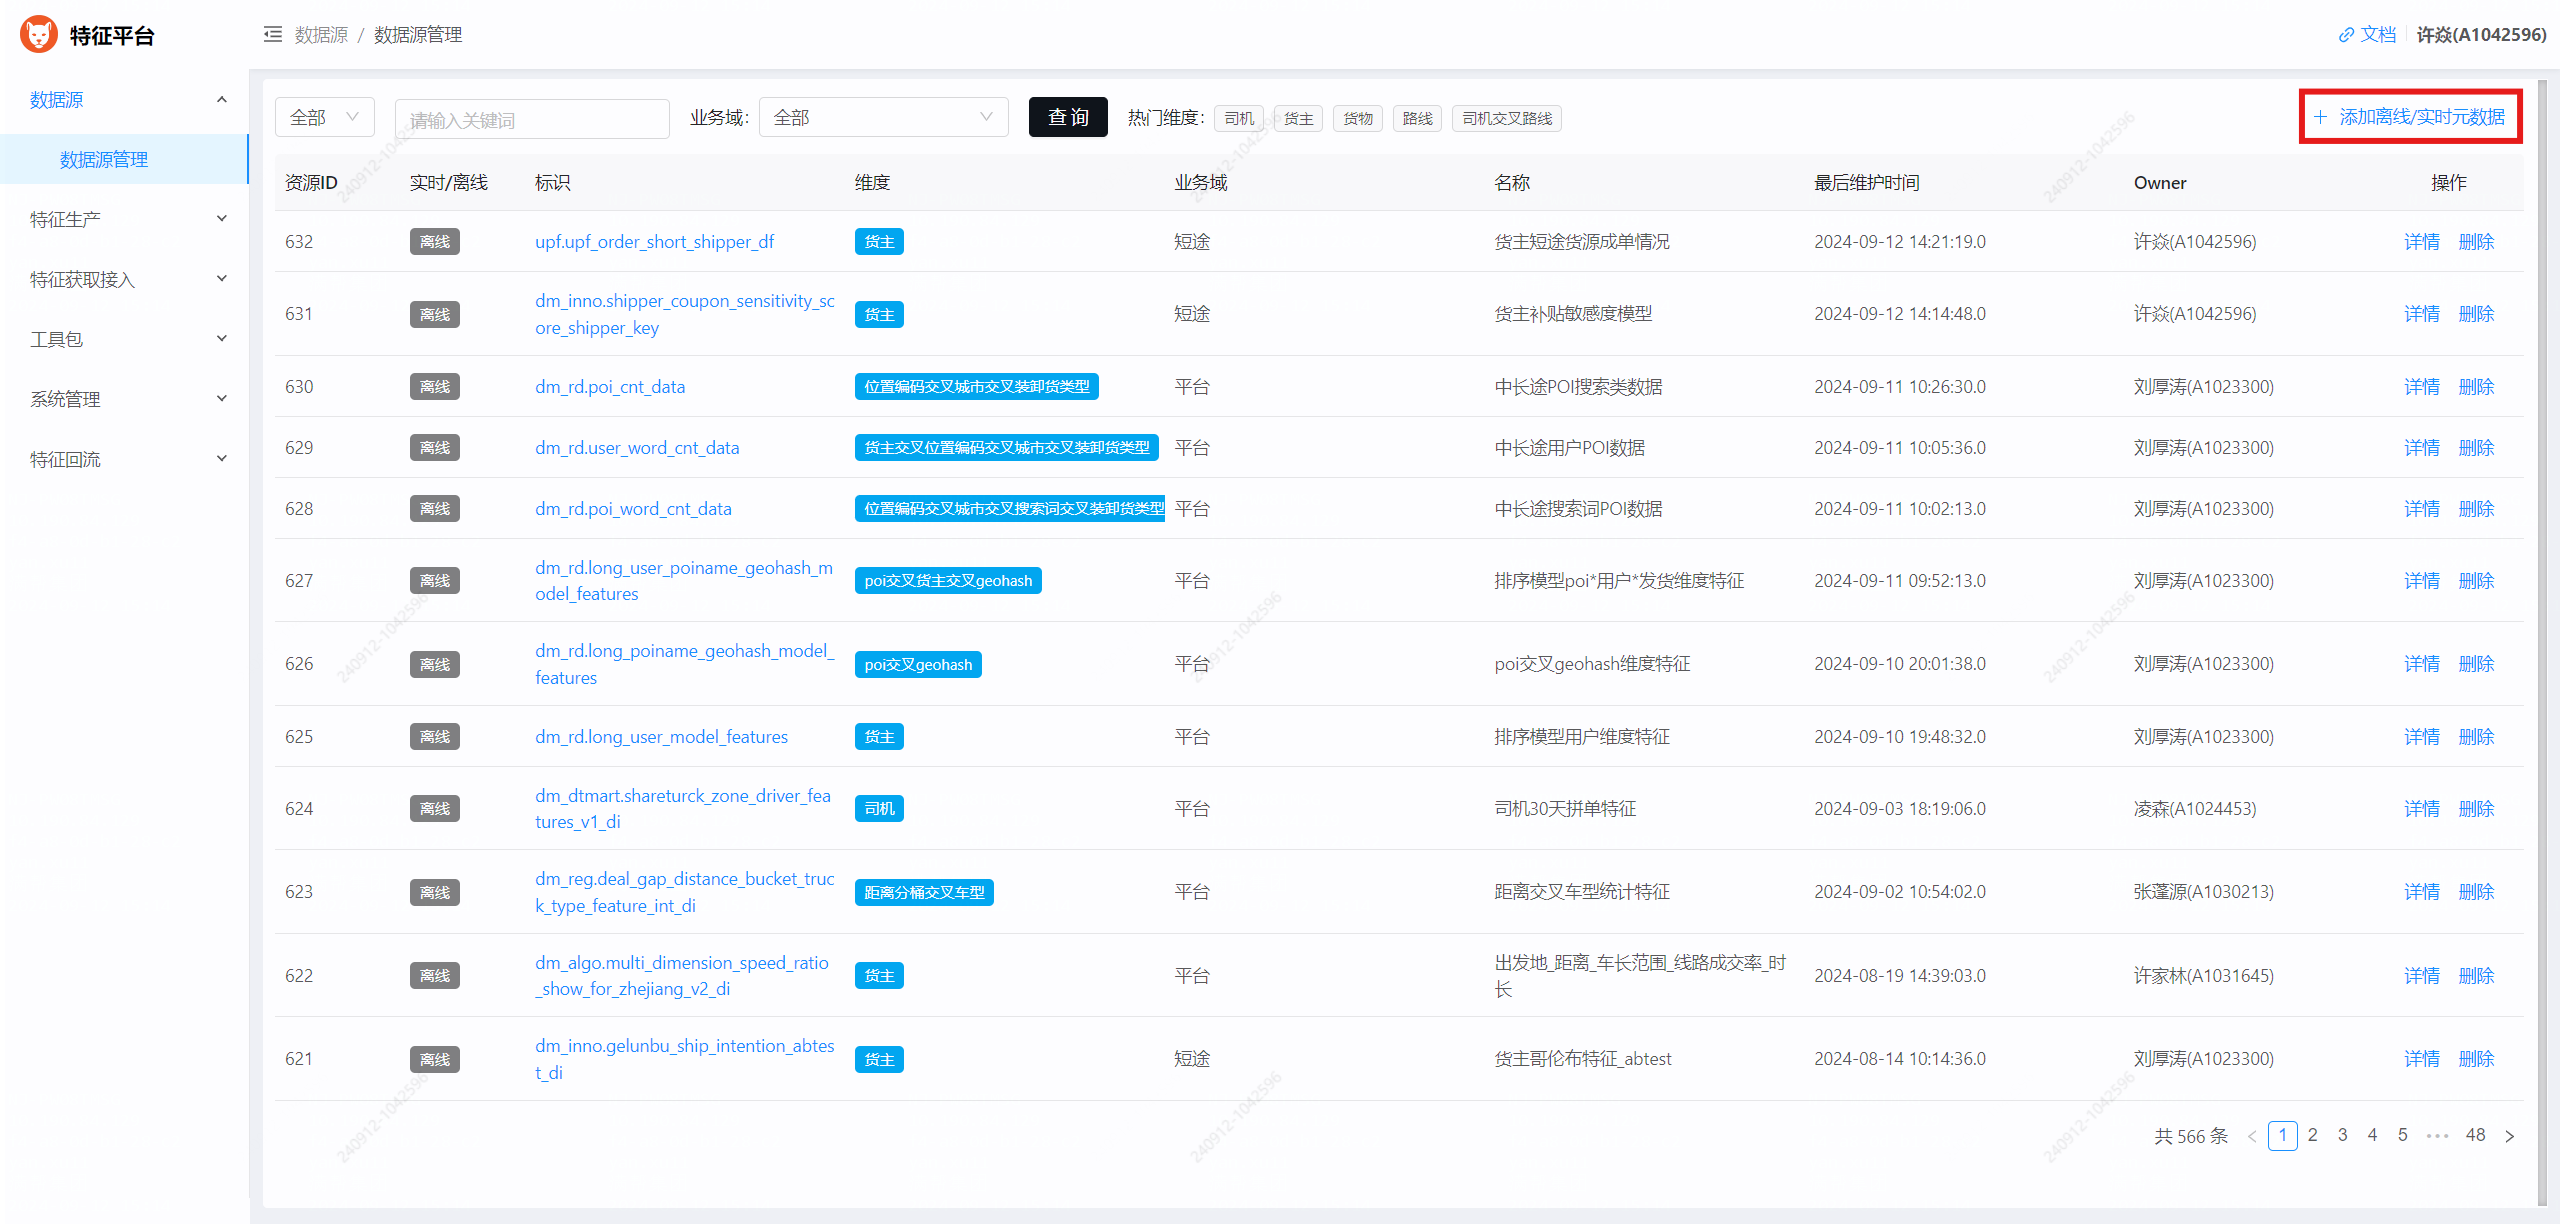 特征平台
数据源 / 数据源管理
文档 许焱(A1042596)
数据源
数据源管理
特征生产
特征获取接入
工具包
系统管理
特征回流
全部 请输入关键词 业务域: 全部 查 询 热门维度: 司机 货主 货物 路线 司机交叉路线 + 添加离线/实时元数据
资源ID 实时/离线 标识 维度 业务域 名称 最后维护时间 Owner 操作
632 离线 upf.upf_order_short_shipper_df 货主 短途 货主短途货源成单情况 2024-09-12 14:21:19.0 许焱(A1042596) 详情 删除
631 离线 dm_inno.shipper_coupon_sensitivity_sc
ore_shipper_key 货主 短途 货主补贴敏感度模型 2024-09-12 14:14:48.0 许焱(A1042596) 详情 删除
630 离线 dm_rd.poi_cnt_data 位置编码交叉城市交叉装卸货类型 平台 中长途POI搜索类数据 2024-09-11 10:26:30.0 刘厚涛(A1023300) 详情 删除
629 离线 dm_rd.user_word_cnt_data 货主交叉位置编码交叉城市交叉装卸货类型 平台 中长途用户POI数据 2024-09-11 10:05:36.0 刘厚涛(A1023300) 详情 删除
628 离线 dm_rd.poi_word_cnt_data 位置编码交叉城市交叉搜索词交叉装卸货类型 平台 中长途搜索词POI数据 2024-09-11 10:02:13.0 刘厚涛(A1023300) 详情 删除
627 离线 dm_rd.long_user_poiname_geohash_m
odel_features poi交叉货主交叉geohash 平台 排序模型poi*用户*发货维度特征 2024-09-11 09:52:13.0 刘厚涛(A1023300) 详情 删除
626 离线 dm_rd.long_poiname_geohash_model_
features poi交叉geohash 平台 poi交叉geohash维度特征 2024-09-10 20:01:38.0 刘厚涛(A1023300) 详情 删除
625 离线 dm_rd.long_user_model_features 货主 平台 排序模型用户维度特征 2024-09-10 19:48:32.0 刘厚涛(A1023300) 详情 删除
624 离线 dm_dtmart.shareturck_zone_driver_fea
tures_v1_di 司机 平台 司机30天拼单特征 2024-09-03 18:19:06.0 凌森(A1024453) 详情 删除
623 离线 dm_reg.deal_gap_distance_bucket_truc
k_type_feature_int_di 距离分桶交叉车型 平台 距离交叉车型统计特征 2024-09-02 10:54:02.0 张蓬源(A1030213) 详情 删除
622 离线 dm_algo.multi_dimension_speed_ratio
_show_for_zhejiang_v2_di 货主 平台 出发地_距离_车长范围_线路成交率_时
长 2024-08-19 14:39:03.0 许家林(A1031645) 详情 删除
621 离线 dm_inno.gelunbu_ship_intention_abtes
t_di 货主 短途 货主哥伦布特征_abtest 2024-08-14 10:14:36.0 刘厚涛(A1023300) 详情 删除
共 566 条 < 1 2 3 4 5 ••• 48 >
240912-1042596
240912-1042596
240912-1042596
240912-1042596
240912-1042596
240912-1042596
240912-1042596
240912-1042596
240912-1042596